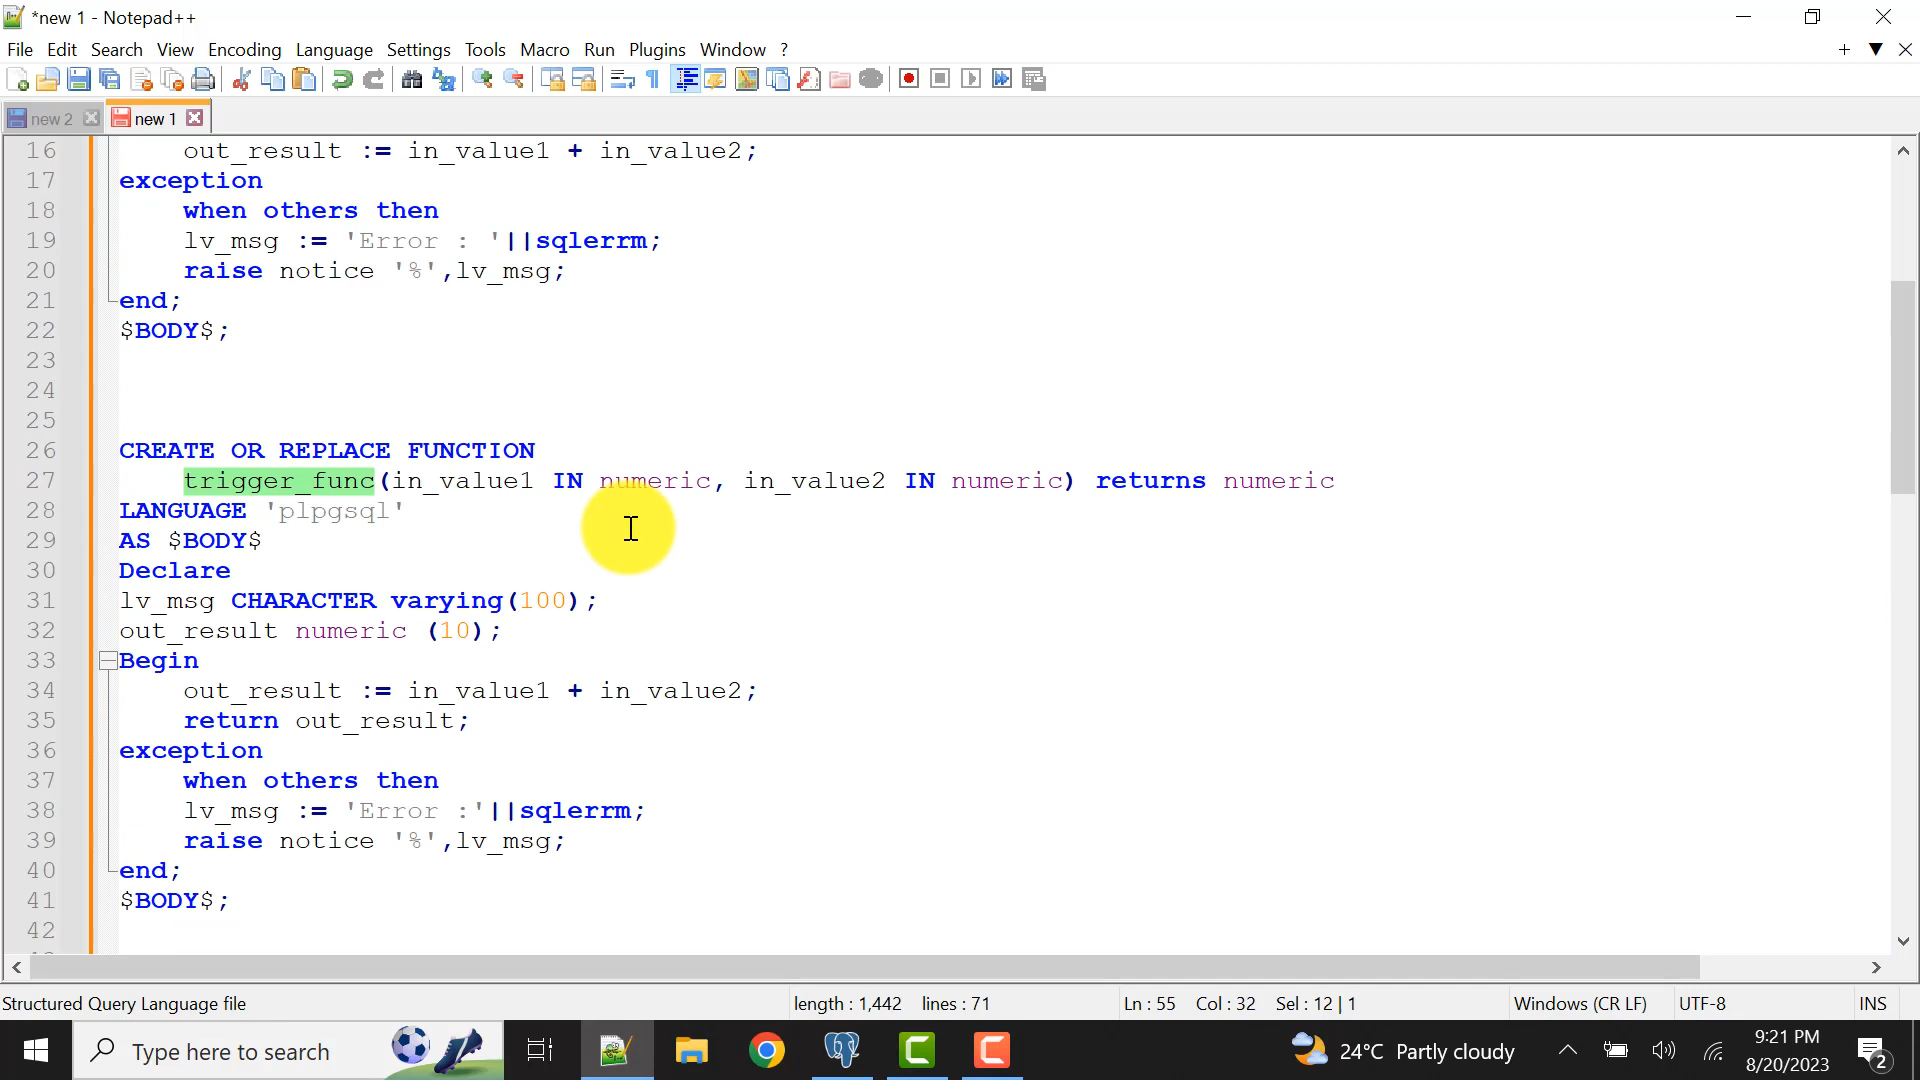 *new 1 - Notepad++
File Edit Search View Encoding Language Settings Tools Macro Run Plugins Window ?
new 2 new 1
16 out_result := in_value1 + in_value2;
17 exception
18 when others then
19 lv_msg := 'Error : '||sqlerrm;
20 raise notice '%',lv_msg;
21 end;
22 $BODY$;
23
24
25
26 CREATE OR REPLACE FUNCTION
27 trigger_func(in_value1 IN numeric, in_value2 IN numeric) returns numeric
28 LANGUAGE 'plpgsql'
29 AS $BODY$
30 Declare
31 lv_msg CHARACTER varying(100);
32 out_result numeric (10);
33 Begin
34 out_result := in_value1 + in_value2;
35 return out_result;
36 exception
37 when others then
38 lv_msg := 'Error :'||sqlerrm;
39 raise notice '%',lv_msg;
40 end;
41 $BODY$;
42
Structured Query Language file length : 1,442 lines : 71 Ln : 55 Col : 32 Sel : 12 | 1 Windows (CR LF) UTF-8 INS
Type here to search 24°C Partly cloudy 9:21 PM
8/20/2023 2